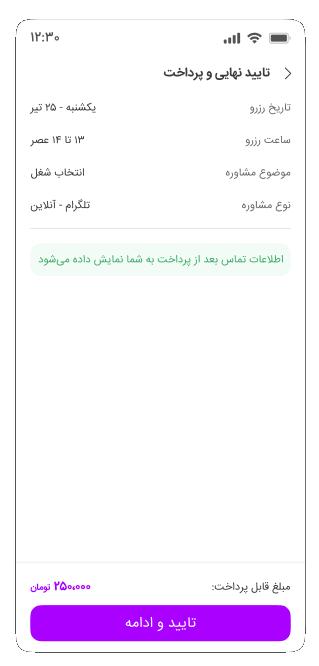 ۱۲:۳۰
تایید نهایی و پرداخت
تاریخ رزرو یکشنبه - ۲۵ تیر
ساعت رزرو ۱۳ تا ۱۴ عصر
موضوع مشاوره انتخاب شغل
نوع مشاوره تلگرام - آنلاین
اطلاعات تماس بعد از پرداخت به شما نمایش داده می‌شود
مبلغ قابل پرداخت: ۲۵۰،۰۰۰ تومان
تایید و ادامه